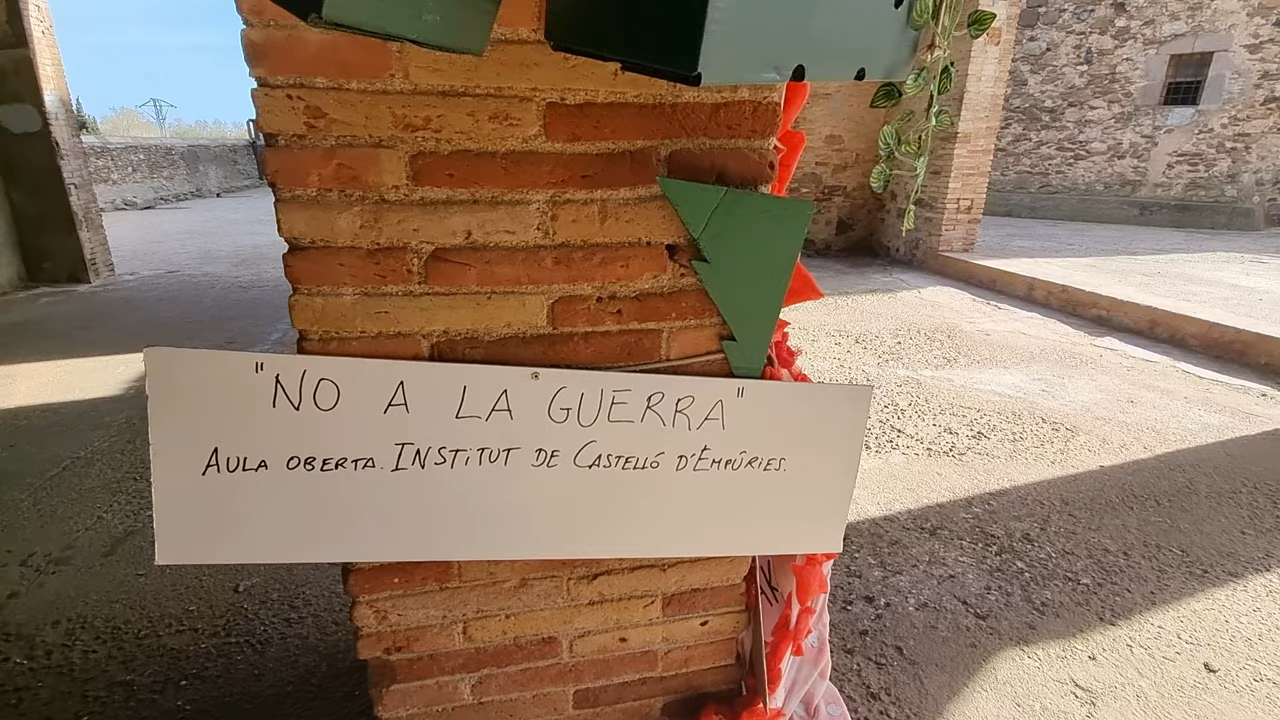 "NO A LA GUERRA"
AULA OBERTA. INSTITUT DE CASTELLÓ D'EMPÚRIES.